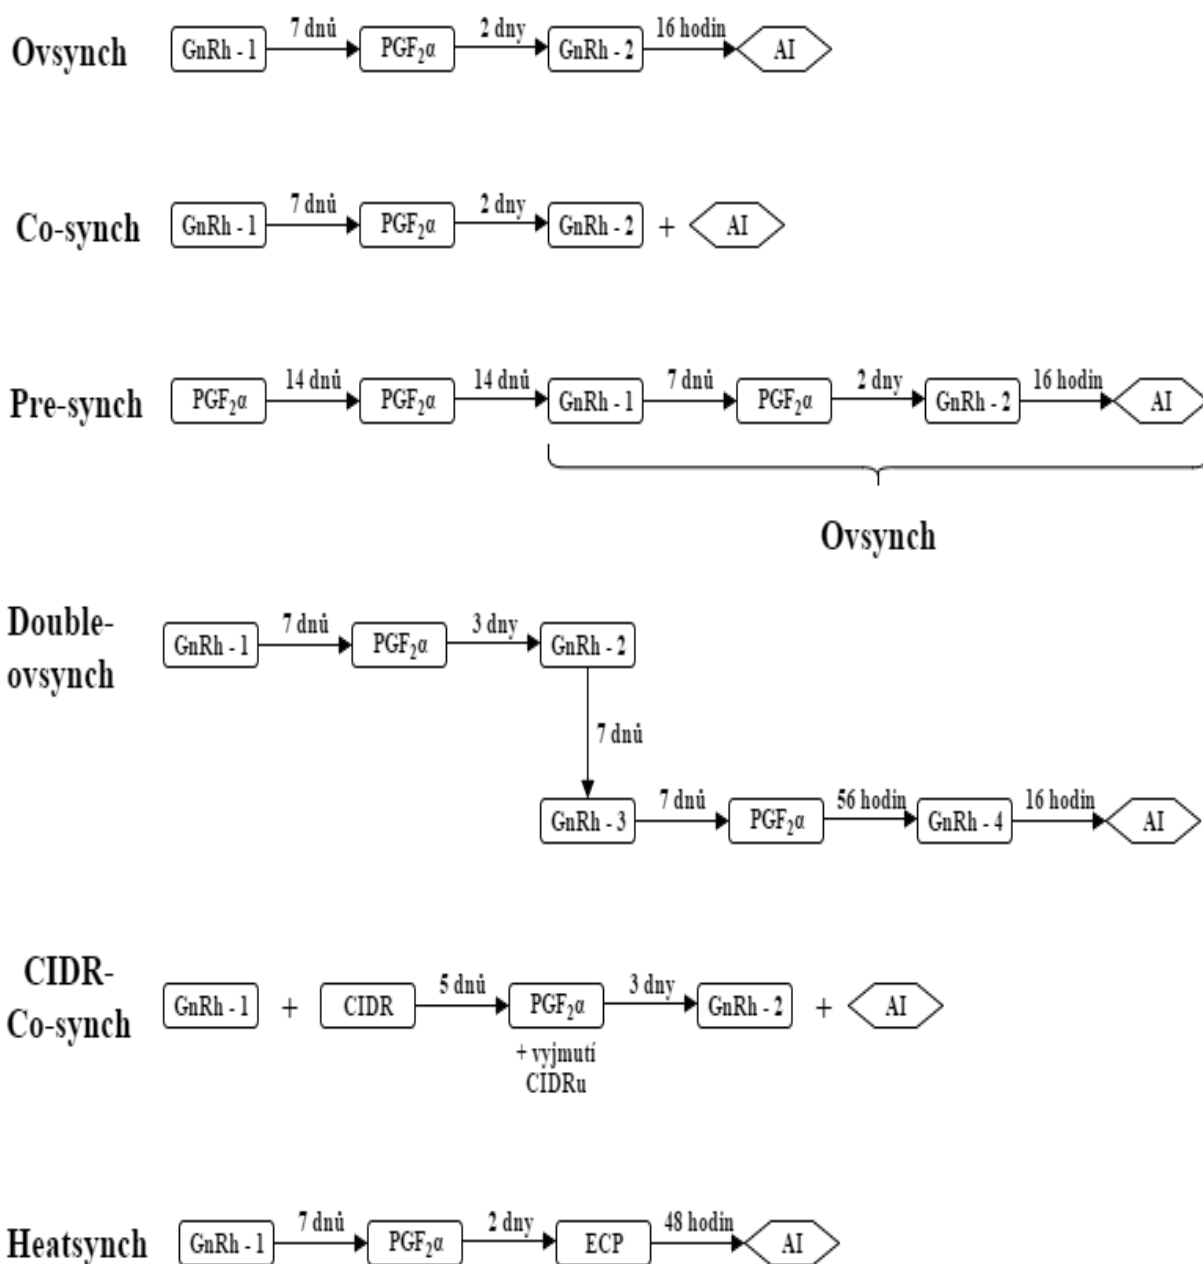 7 dnů 2 dny 16 hodin
Ovsynch GnRh - 1 PGF₂α GnRh - 2 AI
7 dnů 2 dny
Co-synch GnRh - 1 PGF₂α GnRh - 2 + AI
14 dnů 14 dnů 7 dnů 2 dny 16 hodin
Pre-synch PGF₂α PGF₂α GnRh - 1 PGF₂α GnRh - 2 AI
Ovsynch
Double-
ovsynch
7 dnů 3 dny
GnRh - 1 PGF₂α GnRh - 2
7 dnů
7 dnů 56 hodin 16 hodin
GnRh - 3 PGF₂α GnRh - 4 AI
CIDR-
Co-synch
5 dnů 3 dny
GnRh - 1 + CIDR PGF₂α GnRh - 2 + AI
+ vyjmutí
CIDRu
7 dnů 2 dny 48 hodin
Heatsynch GnRh - 1 PGF₂α ECP AI